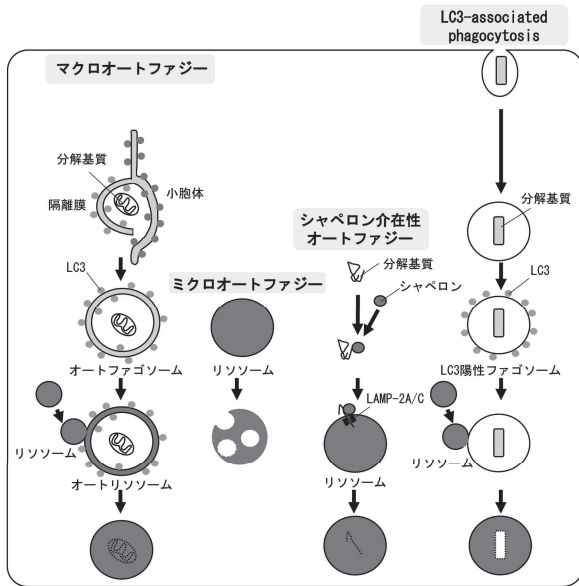 LC3-associated
phagocytosis
マクロオートファジー
分解基質
隔離膜
小胞体
LC3
オートファゴソーム
リソソーム
オートリソソーム
ミクロオートファジー
リソソーム
シャペロン介在性
オートファジー
分解基質
シャペロン
LAMP-2A/C
リソソーム
分解基質
LC3
LC3陽性ファゴソーム
リソソーム